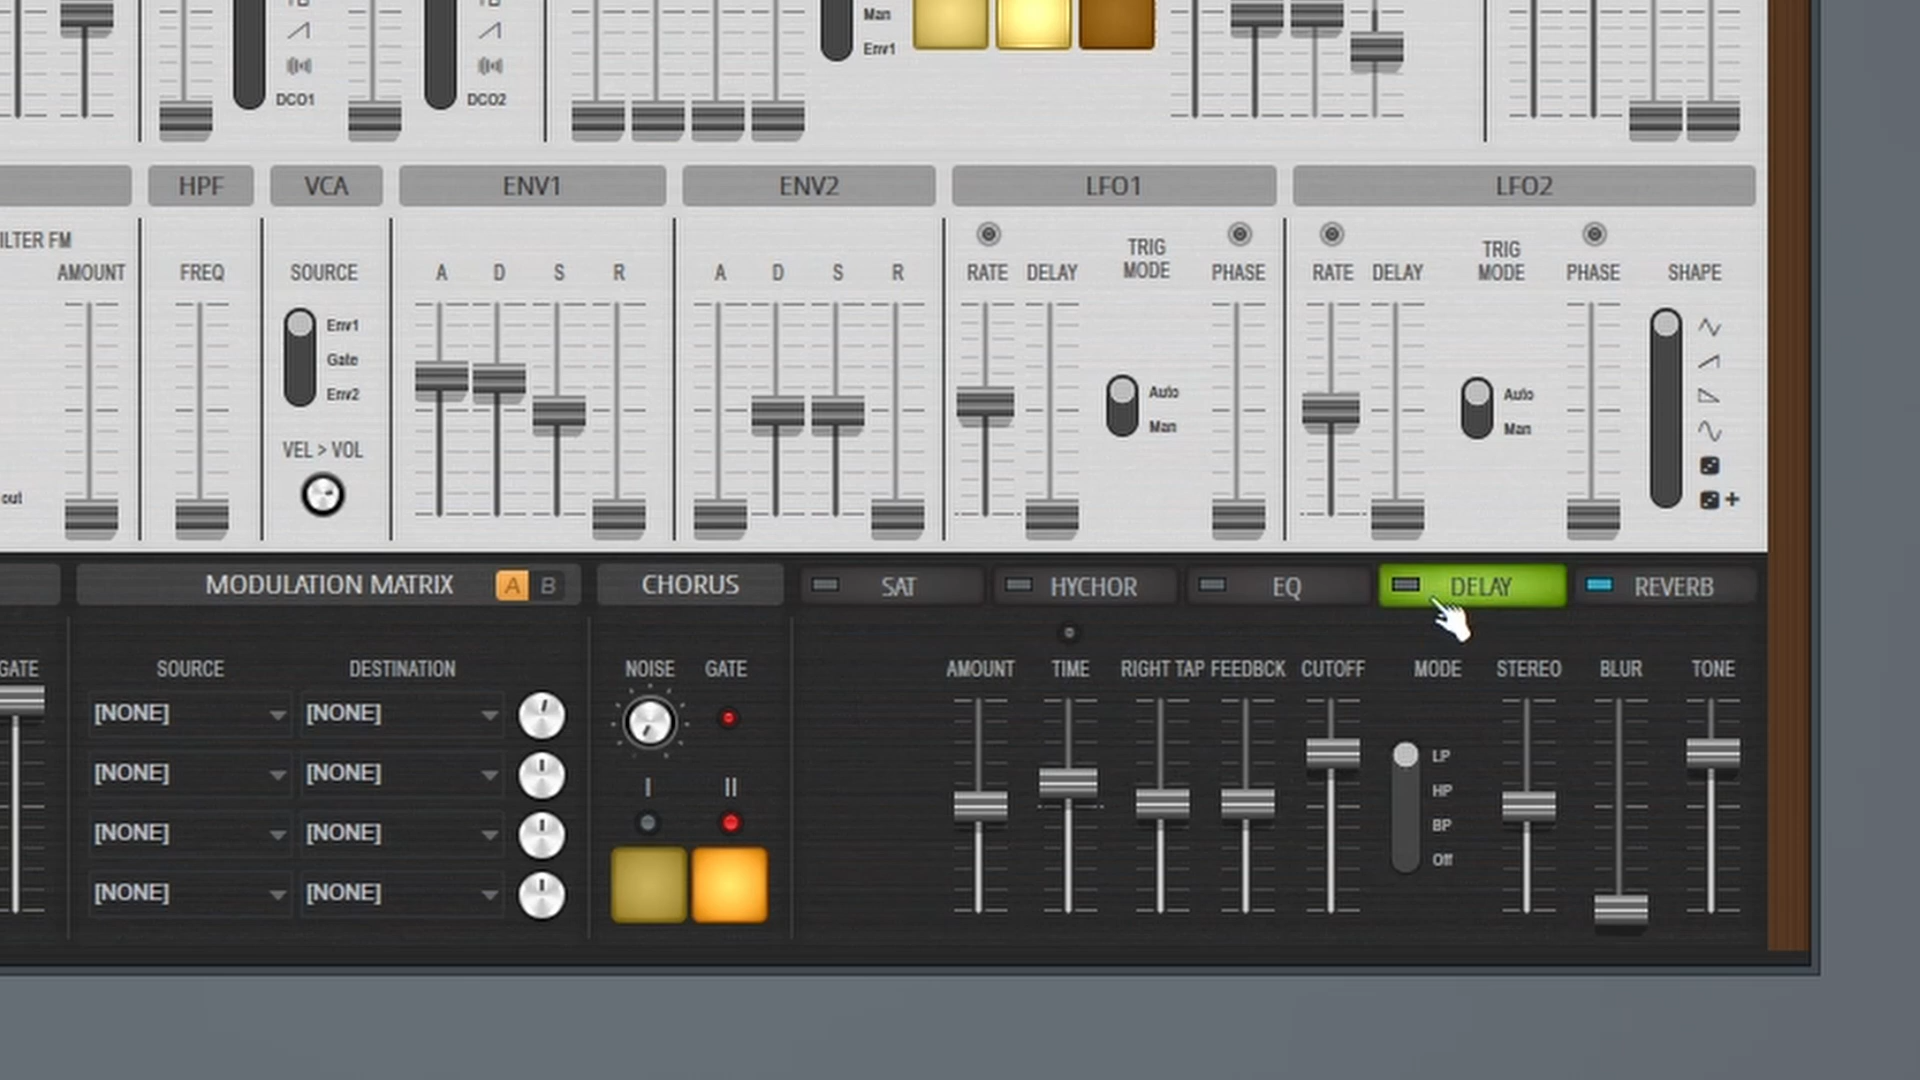 Man
Env1
DCO1
DCO2
HPF
VCA
ENV1
ENV2
LFO1
LFO2
ILTER FM
AMOUNT
FREQ
SOURCE
A D S R
A D S R
RATE DELAY
TRIG
MODE
PHASE
RATE DELAY
TRIG
MODE
PHASE
SHAPE
Env1
Gate
Env2
VEL > VOL
Auto
Man
Auto
Man
out
MODULATION MATRIX
A B
CHORUS
SAT
HYCHOR
EQ
DELAY
REVERB
GATE
SOURCE
DESTINATION
NOISE
GATE
AMOUNT
TIME
RIGHT TAP
FEEDBCK
CUTOFF
MODE
STEREO
BLUR
TONE
[NONE] [NONE]
[NONE] [NONE]
[NONE] [NONE]
[NONE] [NONE]
I
II
LP
HP
BP
Off